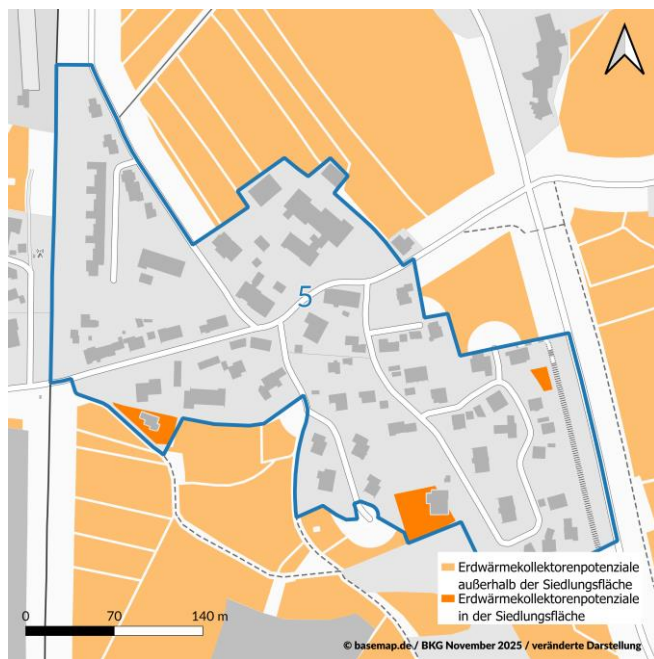 5
Erdwärmekollektorenpotenziale
außerhalb der Siedlungsfläche
Erdwärmekollektorenpotenziale
in der Siedlungsfläche
0 70 140 m
© basemap.de / BKG November 2025 / veränderte Darstellung